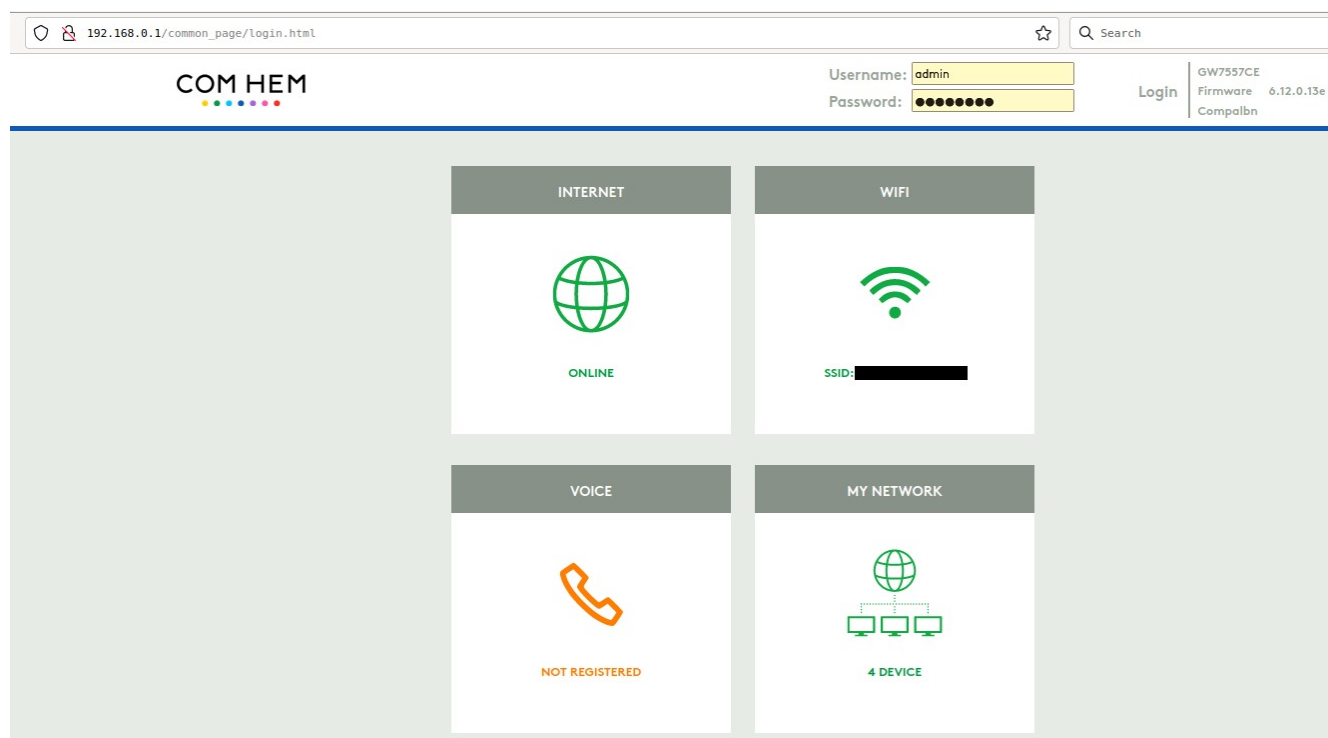 192.168.0.1/common_page/login.html
Search
COM HEM
Username: admin
Password: ●●●●●●●●
Login
GW7557CE
Firmware 6.12.0.13e
Compalbn
INTERNET
WIFI
ONLINE
SSID:
VOICE
MY NETWORK
NOT REGISTERED
4 DEVICE